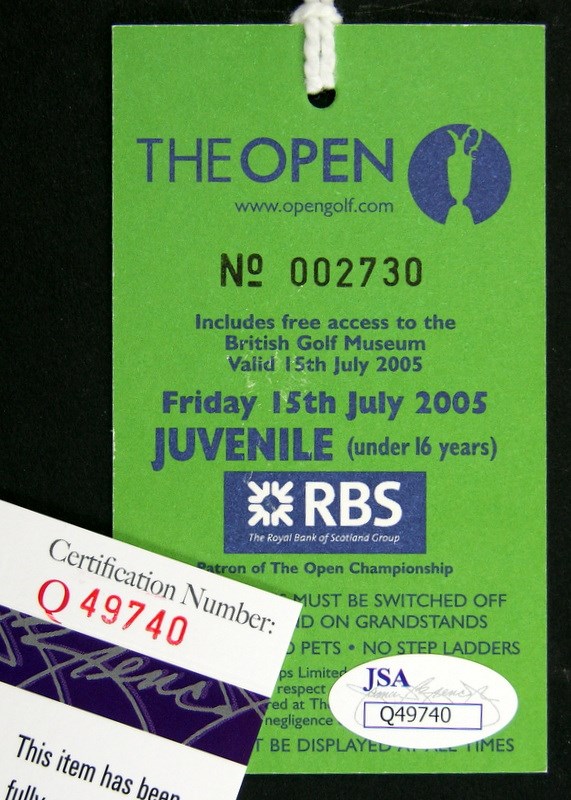 THE OPEN
www.opengolf.com
Nº 002730
Includes free access to the
British Golf Museum
Valid 15th July 2005
Friday 15th July 2005
JUVENILE (under 16 years)
RBS
The Royal Bank of Scotland Group
Patron of The Open Championship
MUST BE SWITCHED OFF
ON GRANDSTANDS
PETS • NO STEP LADDERS
Limited
respect
at
negligence
BE DISPLAYED AT ALL TIMES
JSA
Q49740
Certification Number:
Q 49740
This item has been
fully